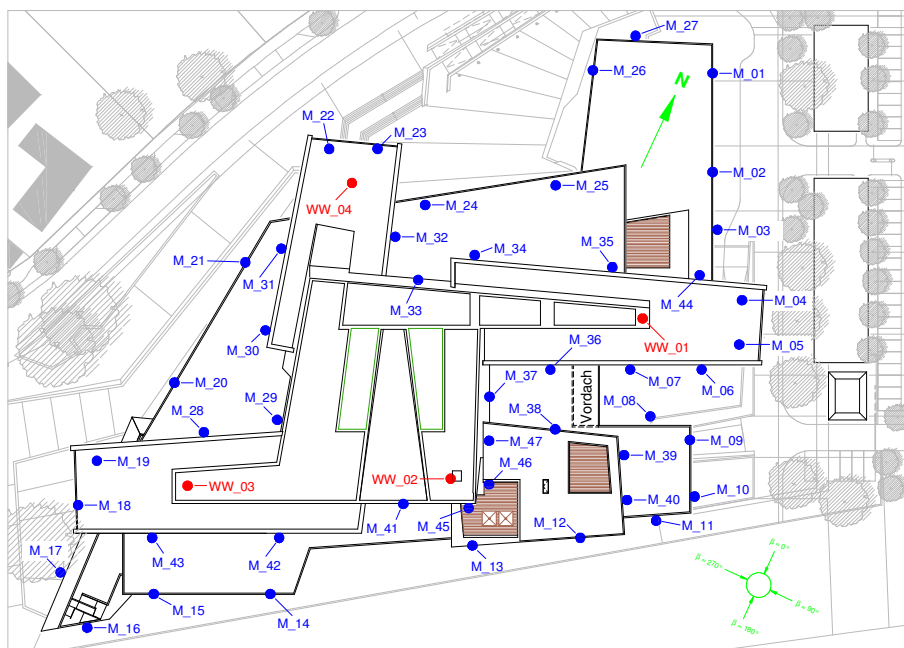 M_27
M_26
M_01
N
M_22
M_23
M_02
M_25
WW_04
M_24
M_03
M_32
M_34
M_35
M_21
M_31
M_33
M_44
M_04
WW_01
M_30
M_05
M_36
M_37
M_07
M_06
M_20
Vordach
M_29
M_38
M_08
M_28
M_47
M_09
M_19
M_39
M_46
WW_03
WW_02
M_18
M_40
M_10
M_41
M_45
M_12
M_11
M_43
M_42
M_13
M_17
β = 0°
β = 270°
M_15
M_14
β = 90°
M_16
β = 180°